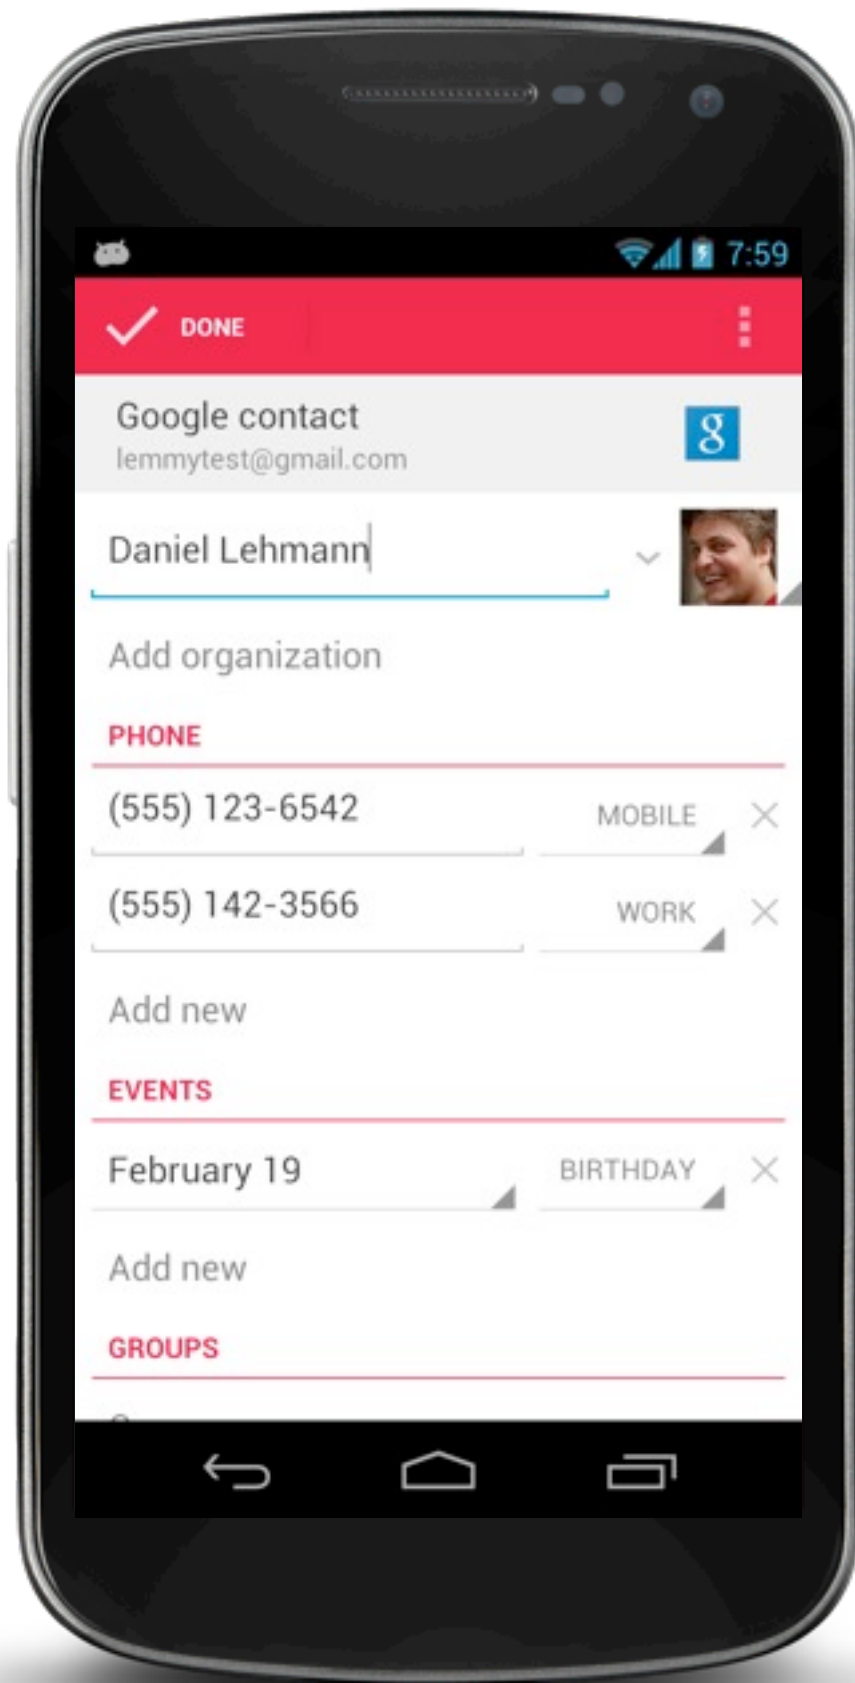 7:59
DONE
Google contact
g
lemmytest@gmail.com
Daniel Lehmann
Add organization
PHONE
(555) 123-6542 MOBILE
(555) 142-3566 WORK
Add new
EVENTS
February 19 BIRTHDAY
Add new
GROUPS